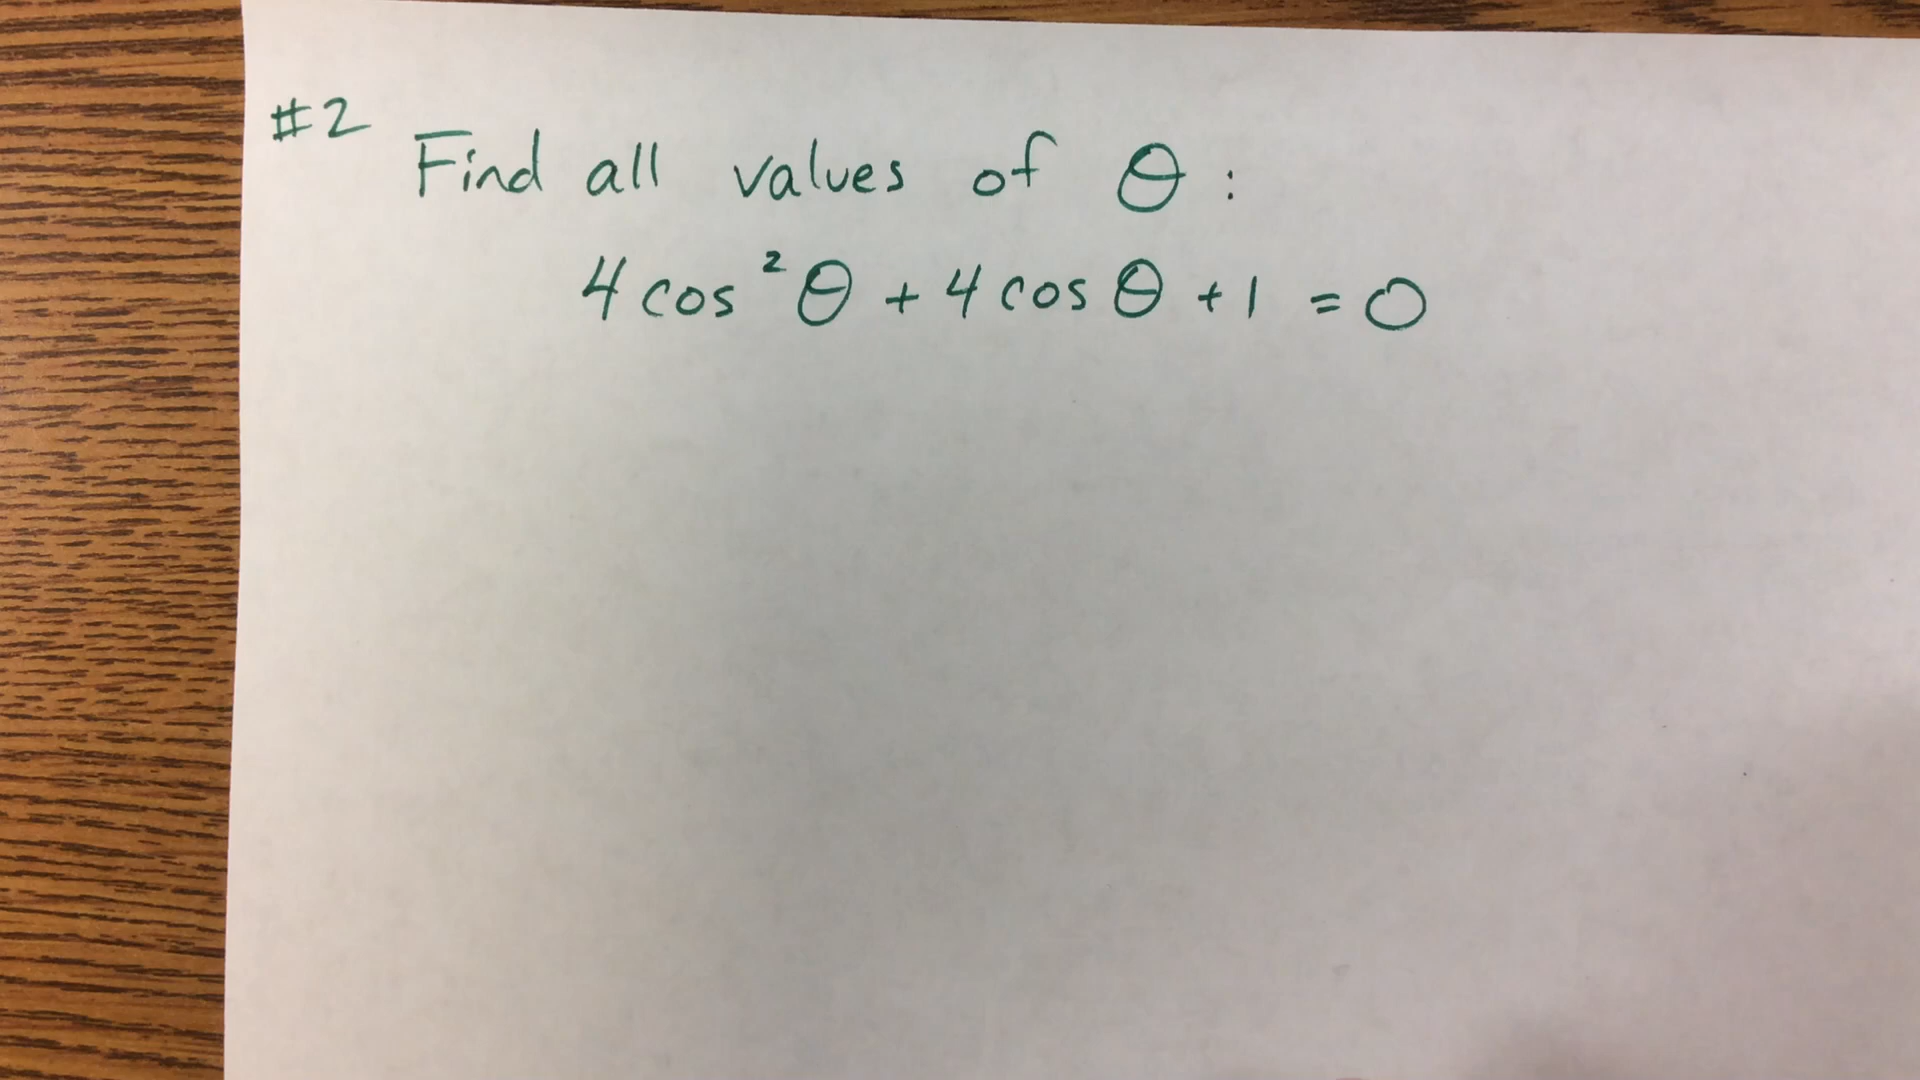 #2
Find all values of θ :
4 cos²θ + 4 cos θ + 1 = 0